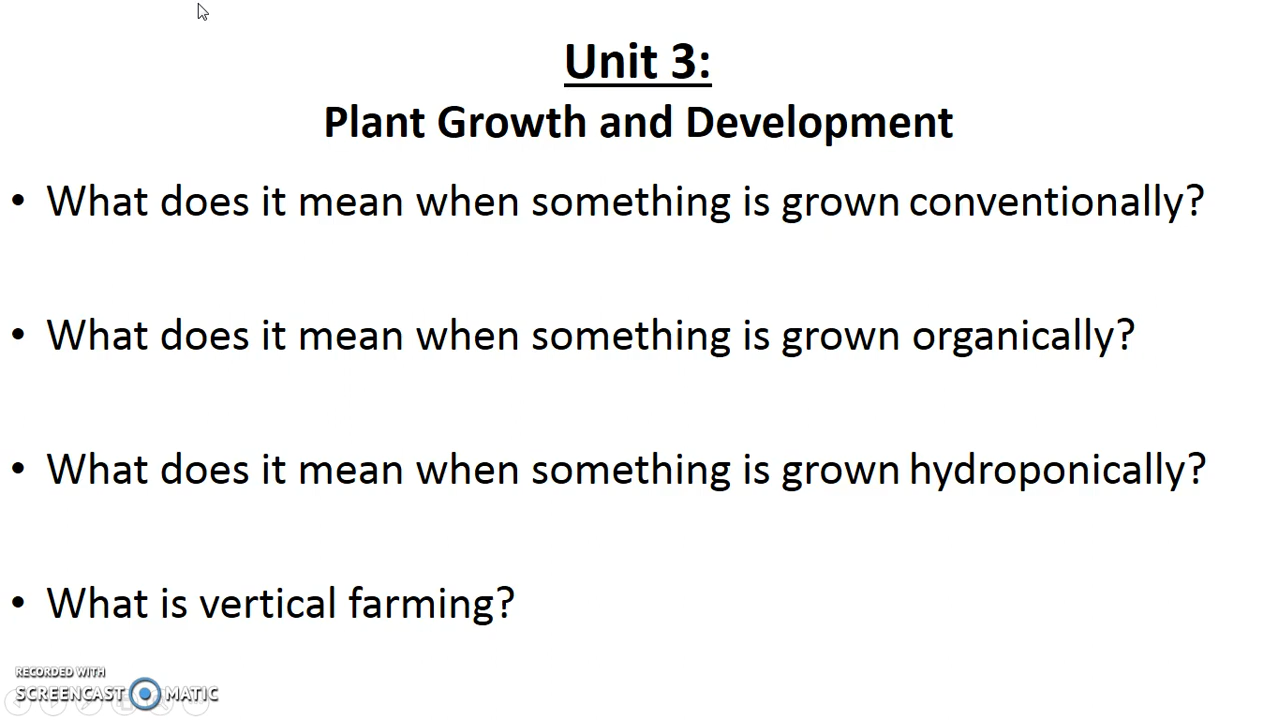 Unit 3:
Plant Growth and Development
• What does it mean when something is grown conventionally?
• What does it mean when something is grown organically?
• What does it mean when something is grown hydroponically?
• What is vertical farming?
RECORDED WITH
SCREENCAST MATIC